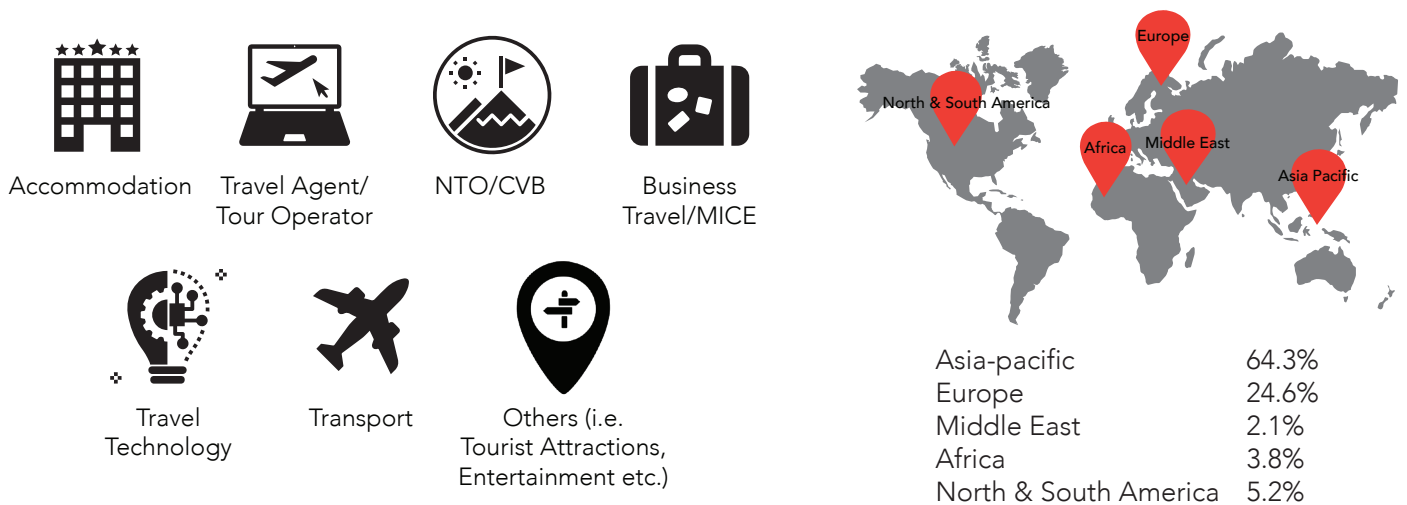 Accommodation
Travel Agent/
Tour Operator
NTO/CVB
Business
Travel/MICE
Travel
Technology
Transport
Others (i.e.
Tourist Attractions,
Entertainment etc.)
Europe
North & South America
Africa
Middle East
Asia Pacific
Asia-pacific 64.3%
Europe 24.6%
Middle East 2.1%
Africa 3.8%
North & South America 5.2%